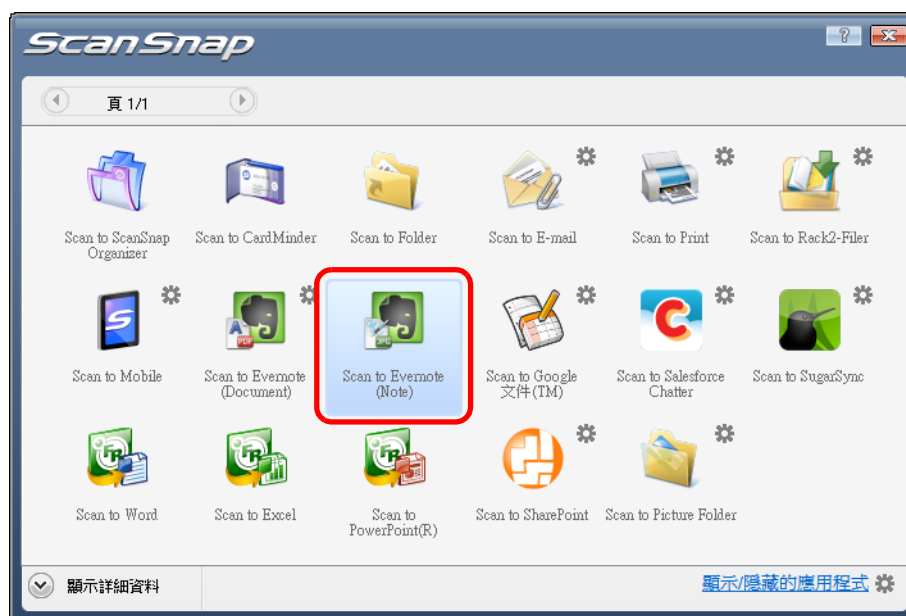 ScanSnap
頁 1/1
Scan to ScanSnap
Organizer
Scan to CardMinder
Scan to Folder
Scan to E-mail
Scan to Print
Scan to Rack2-Filer
Scan to Mobile
Scan to Evernote
(Document)
Scan to Evernote
(Note)
Scan to Google
文件(TM)
Scan to Salesforce
Chatter
Scan to SugarSync
Scan to Word
Scan to Excel
Scan to
PowerPoint(R)
Scan to SharePoint
Scan to Picture Folder
顯示詳細資料
顯示/隱藏的應用程式